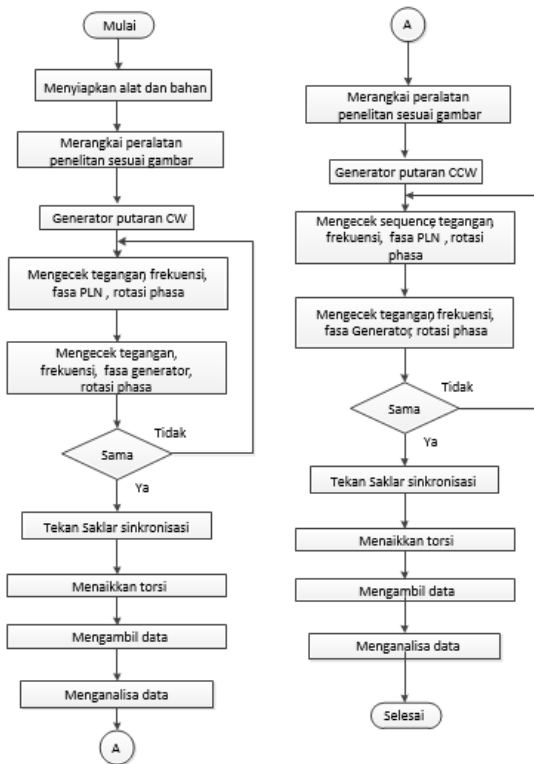 Mulai
Menyiapkan alat dan bahan
Merangkai peralatan
penelitan sesuai gambar
Generator putaran CW
Mengecek tegangan, frekuensi,
fasa PLN , rotasi phasa
Mengecek tegangan,
frekuensi, fasa generator,
rotasi phasa
Sama
Tidak
Ya
Tekan Saklar sinkronisasi
Menaikkan torsi
Mengambil data
Menganalisa data
A
A
Merangkai peralatan
penelitan sesuai gambar
Generator putaran CCW
Mengecek sequence, tegangan,
frekuensi, fasa PLN , rotasi
phasa
Mengecek tegangan, frekuensi,
fasa Generator, rotasi phasa
Sama
Tidak
Ya
Tekan Saklar sinkronisasi
Menaikkan torsi
Mengambil data
Menganalisa data
Selesai